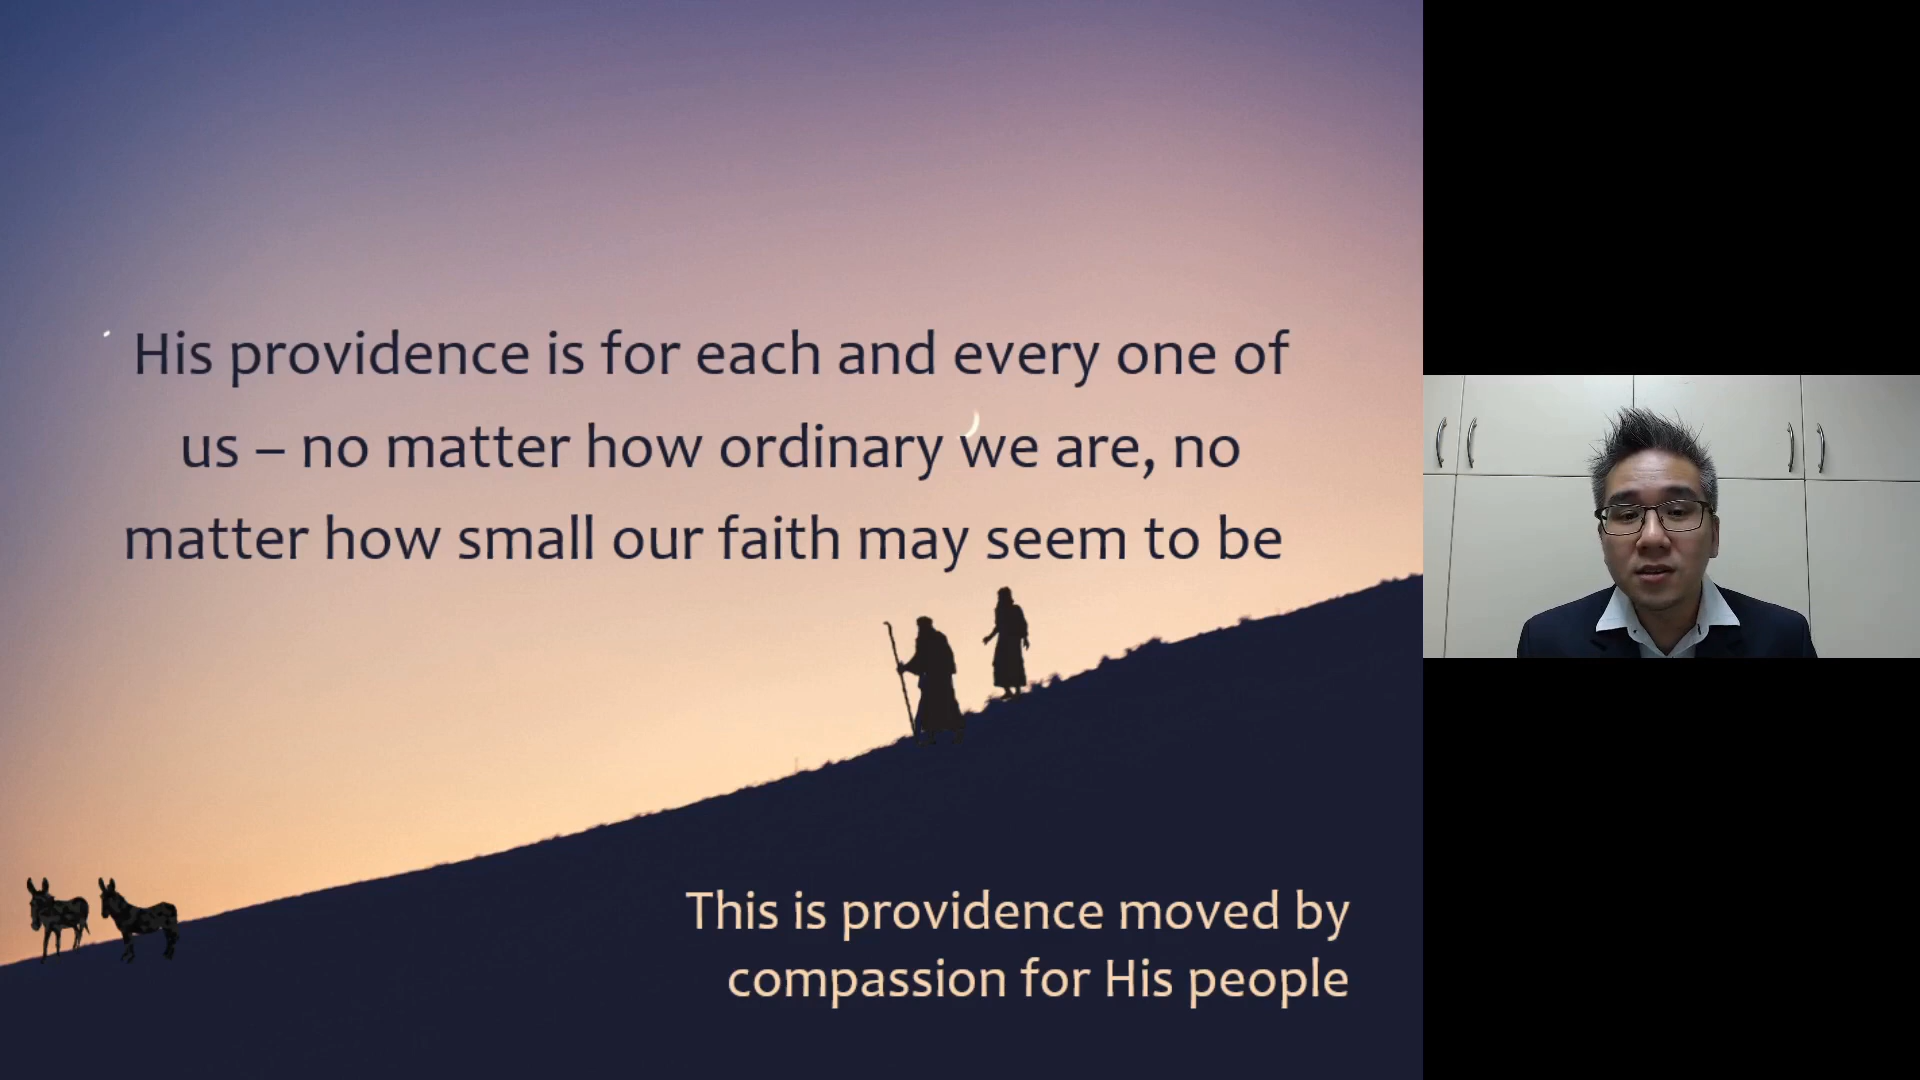 His providence is for each and every one of
us – no matter how ordinary we are, no
matter how small our faith may seem to be
This is providence moved by
compassion for His people